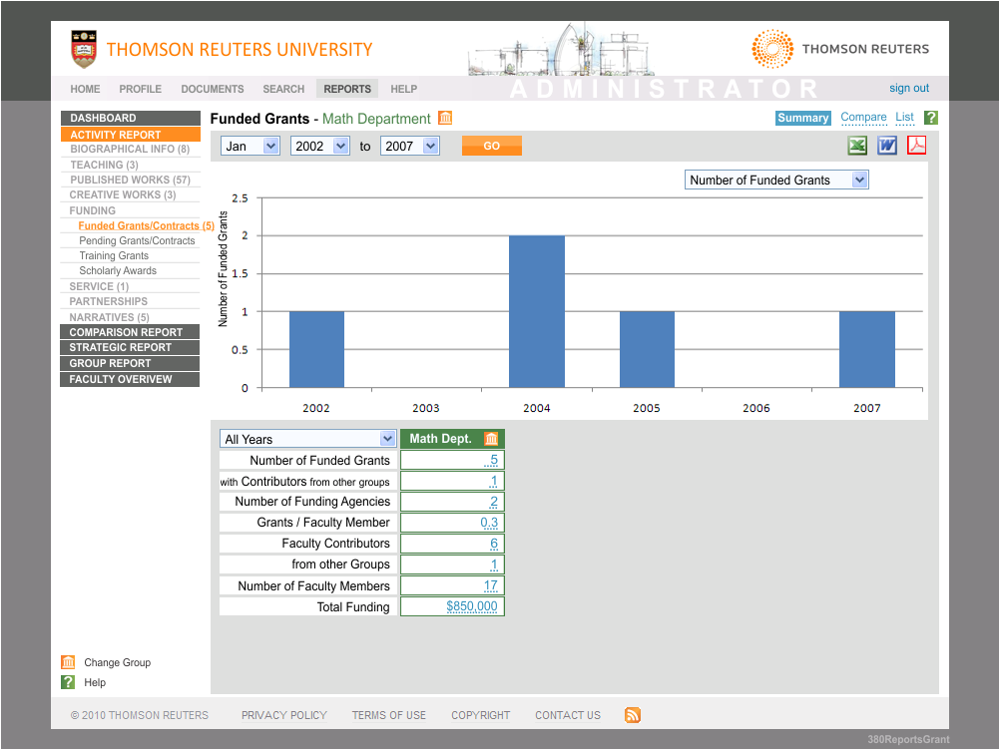 THOMSON REUTERS UNIVERSITY
THOMSON REUTERS
HOME PROFILE DOCUMENTS SEARCH REPORTS HELP
ADMINISTRATOR
sign out
DASHBOARD
ACTIVITY REPORT
BIOGRAPHICAL INFO (8)
TEACHING (3)
PUBLISHED WORKS (57)
CREATIVE WORKS (3)
FUNDING
Funded Grants/Contracts (5)
Pending Grants/Contracts
Training Grants
Scholarly Awards
SERVICE (1)
PARTNERSHIPS
NARRATIVES (5)
COMPARISON REPORT
STRATEGIC REPORT
GROUP REPORT
FACULTY OVERIVEW
Funded Grants - Math Department
Summary Compare List ?
Jan 2002 to 2007 GO
Number of Funded Grants
Number of Funded Grants
2.5
2
1.5
1
0.5
0
2002 2003 2004 2005 2006 2007
All Years Math Dept.
Number of Funded Grants 5
with Contributors from other groups 1
Number of Funding Agencies 2
Grants / Faculty Member 0.3
Faculty Contributors 6
from other Groups 1
Number of Faculty Members 17
Total Funding $850,000
Change Group
? Help
© 2010 THOMSON REUTERS PRIVACY POLICY TERMS OF USE COPYRIGHT CONTACT US
380ReportsGrant